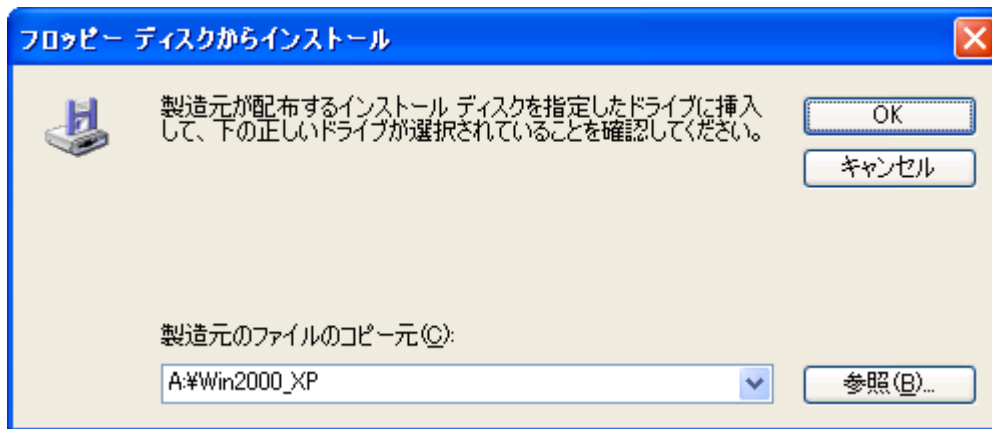 フロッピー ディスクからインストール
製造元が配布するインストール ディスクを指定したドライブに挿入
して、下の正しいドライブが選択されていることを確認してください。
OK
キャンセル
製造元のファイルのコピー元(C):
A:¥Win2000_XP
参照(B)...